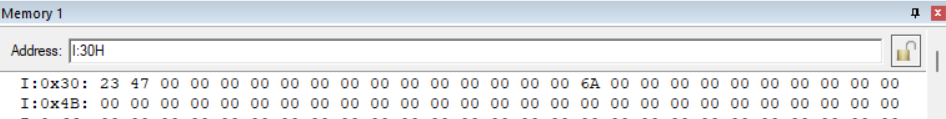 Memory 1
Address: I:30H
I:0x30: 23 47 00 00 00 00 00 00 00 00 00 00 00 00 00 00 6A 00 00 00 00 00 00 00 00 00 00
I:0x4B: 00 00 00 00 00 00 00 00 00 00 00 00 00 00 00 00 00 00 00 00 00 00 00 00 00 00 00